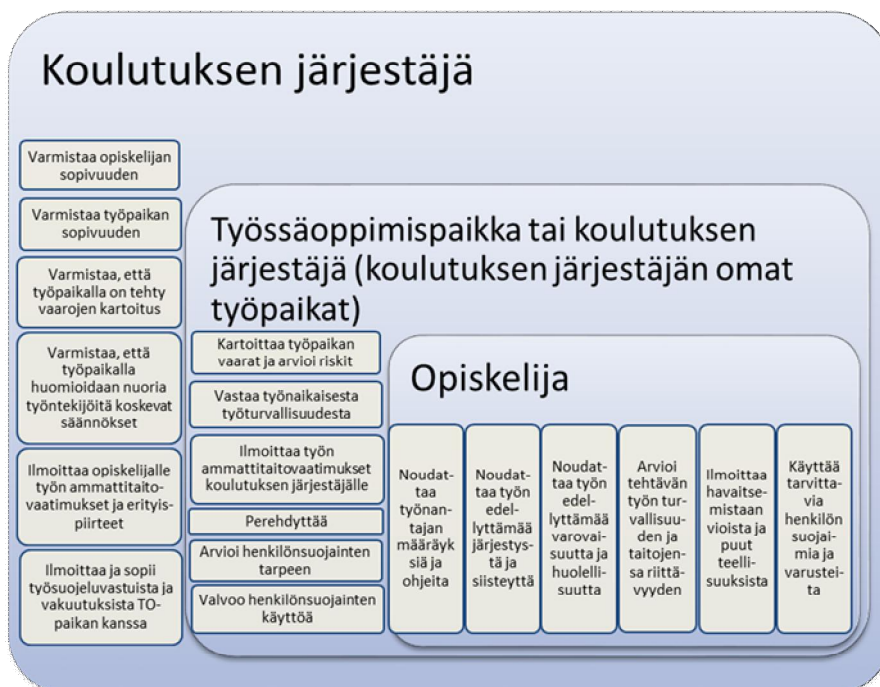 Koulutuksen järjestäjä
Varmistaa opiskelijan
sopivuuden
Varmistaa työpaikan
sopivuuden
Varmistaa, että
työpaikalla on tehty
vaarojen kartoitus
Varmistaa, että
työpaikalla
huomioidaan nuoria
työntekijöitä koskevat
säännökset
Ilmoittaa opiskelijalle
työn ammattitaito-
vaatimukset ja erityis-
piirteet
Ilmoittaa ja sopii
työsuojeluvastuista ja
vakuutuksista TO-
paikan kanssa
Työssäoppimispaikka tai koulutuksen
järjestäjä (koulutuksen järjestäjän omat
työpaikat)
Kartoittaa työpaikan
vaarat ja arvioi riskit
Vastaa työnaikaisesta
työturvallisuudesta
Ilmoittaa työn
ammattitaitovaatimukset
koulutuksen järjestäjälle
Perehdyttää
Arvioi henkilönsuojainten
tarpeen
Valvoo henkilönsuojainten
käyttöä
Opiskelija
Noudat-
taa
työnan-
tajan
määräyk
siä ja
ohjeita
Noudat-
taa työn
edel-
lyttämää
järjestys-
tä ja
siisteyttä
Noudat-
taa työn
edel-
lyttämää
varovai-
suutta ja
huolelli-
suutta
Arvioi
tehtävän
työn tur-
vallisuu-
den ja
taitojen-
sa riittä-
vyyden
Ilmoittaa
havaitse-
mistaan
vioista ja
puut
teelli-
suuksista
Käyttää
tarvitta-
via
henkilön
suojai-
mia ja
varustei-
ta